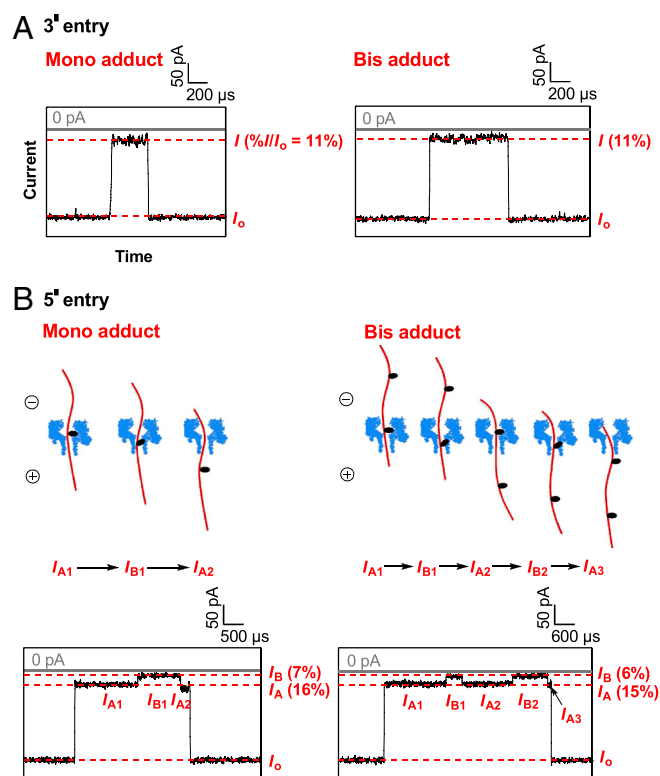 A 3' entry
Mono adduct
50 pA
200 µs
Bis adduct
50 pA
200 µs
0 pA
I (%I/Io = 11%)
Io
Current
Time
0 pA
I (11%)
Io
B 5' entry
Mono adduct
Bis adduct
−
+
−
+
IA1 → IB1 → IA2
IA1 → IB1 → IA2 → IB2 → IA3
50 pA
500 µs
50 pA
600 µs
0 pA
IB (7%)
IA (16%)
IA1 IB1 IA2
Io
0 pA
IB (6%)
IA (15%)
IA1 IB1 IA2 IB2 IA3
Io